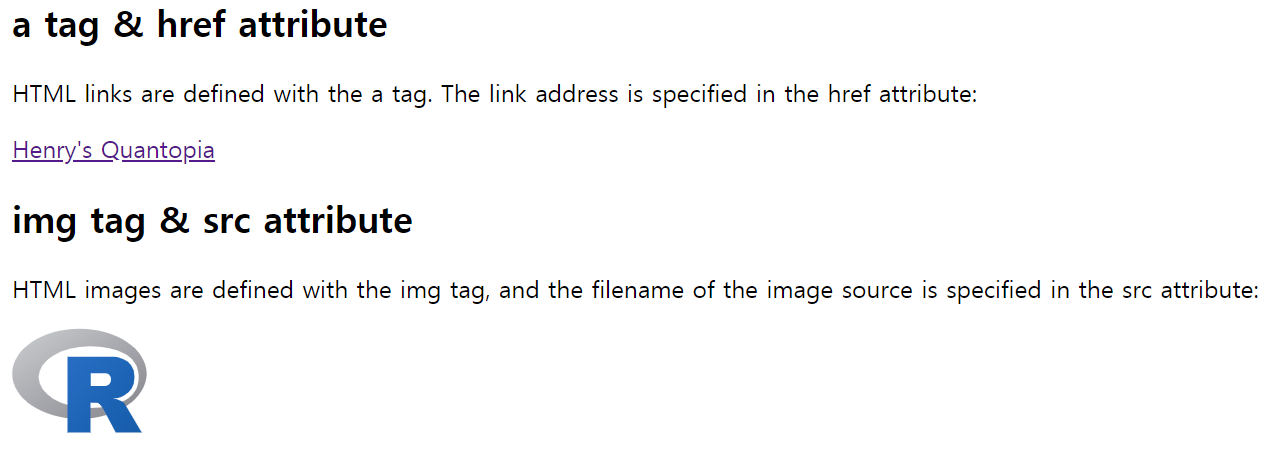 a tag & href attribute
HTML links are defined with the a tag. The link address is specified in the href attribute:
Henry's Quantopia
img tag & src attribute
HTML images are defined with the img tag, and the filename of the image source is specified in the src attribute:
R